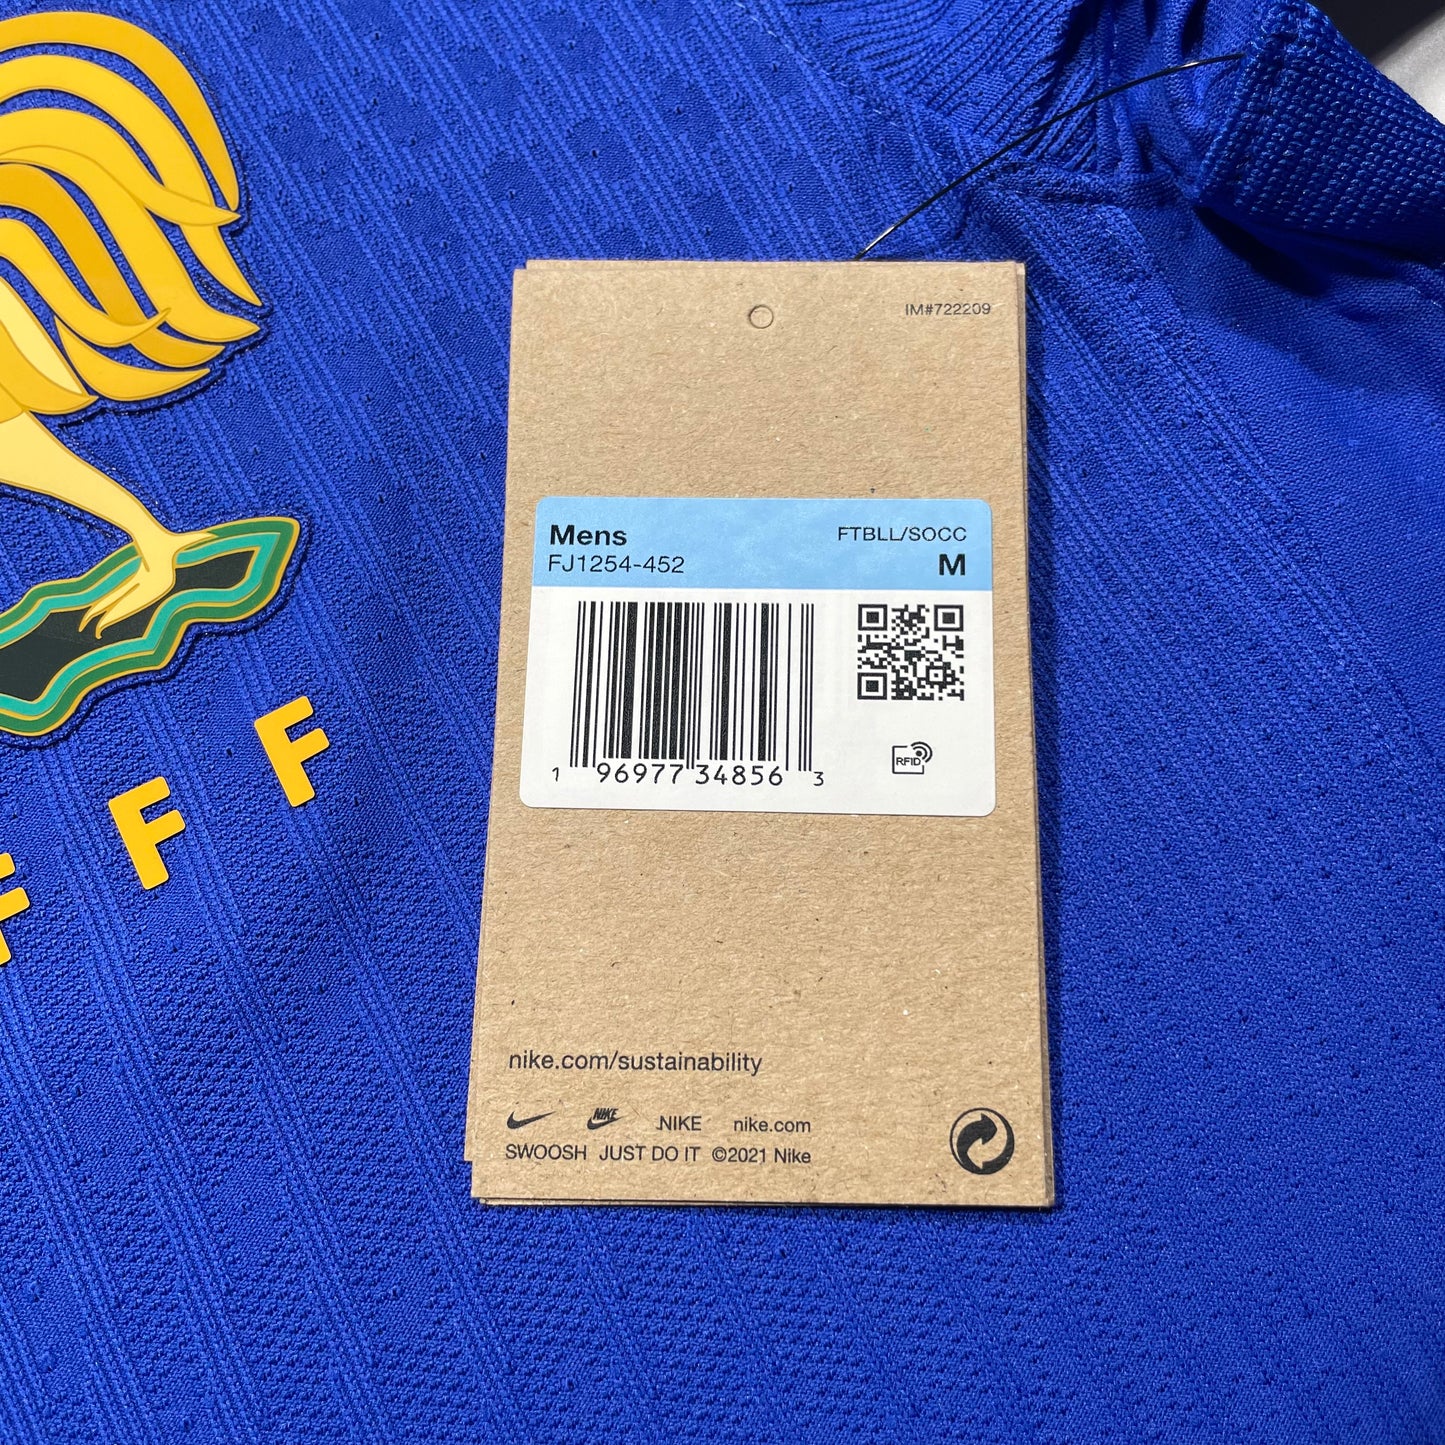 IM#722209
Mens FTBLL/SOCC
FJ1254-452 M
1 96977 34856 3
RFID
F F F
nike.com/sustainability
NIKE NIKE nike.com
SWOOSH JUST DO IT ©2021 Nike